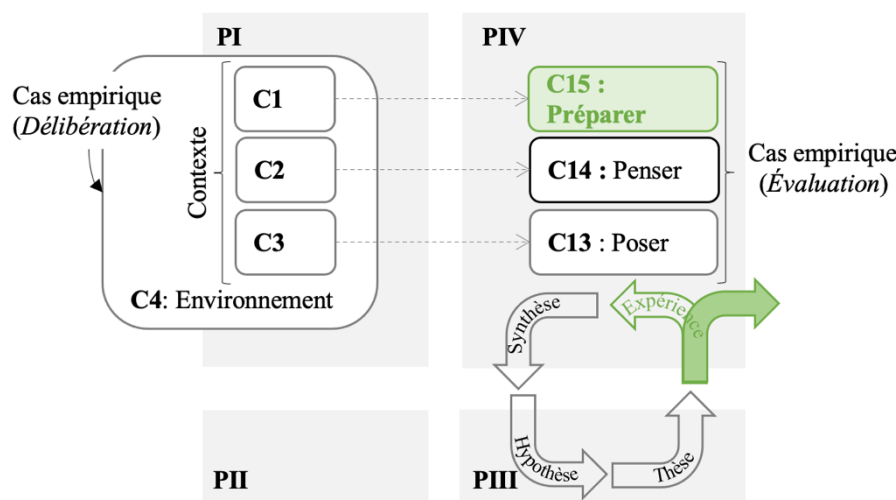 PI
PIV
Cas empirique
(Délibération)
Contexte
C1
C2
C3
C4: Environnement
C15 :
Préparer
C14 : Penser
C13 : Poser
Cas empirique
(Évaluation)
Synthèse
Expérience
Hypothèse
Thèse
PII
PIII